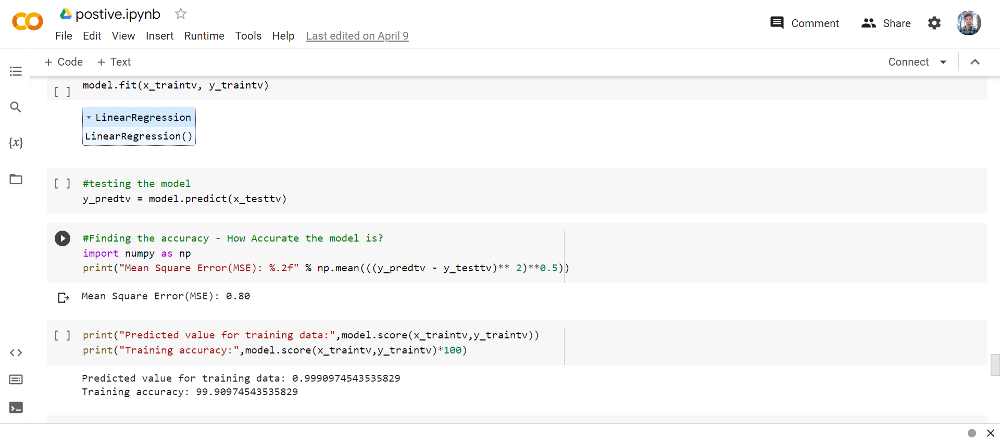 postive.ipynb
File Edit View Insert Runtime Tools Help Last edited on April 9
Comment Share
+ Code + Text
Connect
[ ] model.fit(x_traintv, y_traintv)
LinearRegression
LinearRegression()
{x}
[ ] #testing the model
y_predtv = model.predict(x_testtv)
#Finding the accuracy - How Accurate the model is?
import numpy as np
print("Mean Square Error(MSE): %.2f" % np.mean(((y_predtv - y_testtv)** 2)**0.5))
Mean Square Error(MSE): 0.80
[ ] print("Predicted value for training data:",model.score(x_traintv,y_traintv))
print("Training accuracy:",model.score(x_traintv,y_traintv)*100)
Predicted value for training data: 0.9990974543535829
Training accuracy: 99.90974543535829